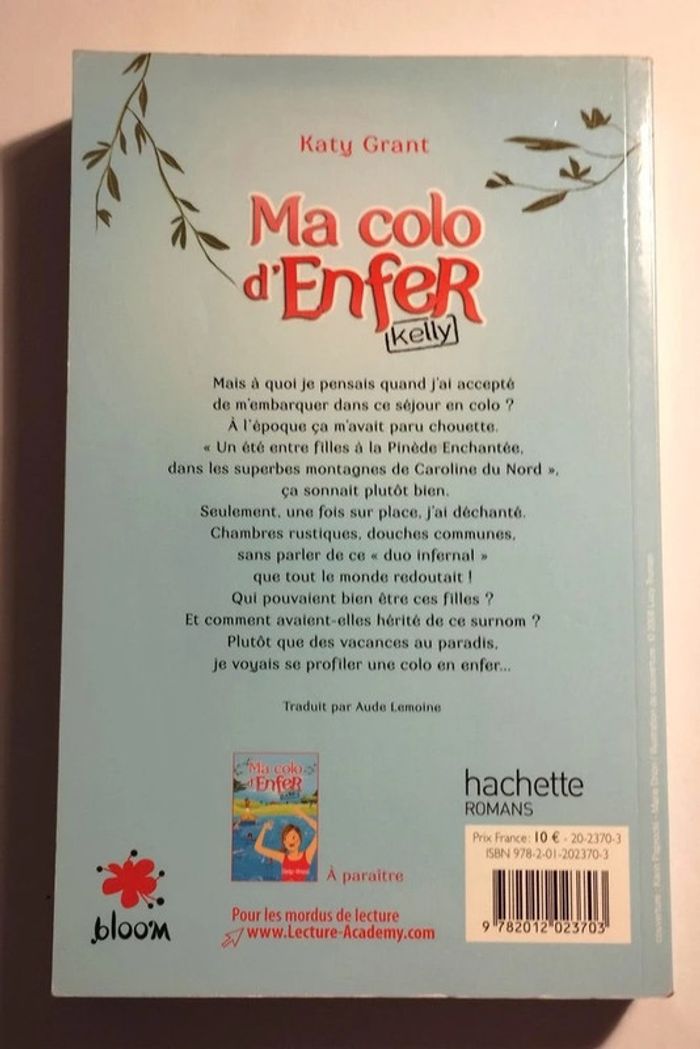 Katy Grant
Ma colo
d'EnfeR
kelly
Mais à quoi je pensais quand j'ai accepté
de m'embarquer dans ce séjour en colo ?
À l'époque ça m'avait paru chouette.
« Un été entre filles à la Pinède Enchantée,
dans les superbes montagnes de Caroline du Nord »,
ça sonnait plutôt bien.
Seulement, une fois sur place, j'ai déchanté.
Chambres rustiques, douches communes,
sans parler de ce « duo infernal »
que tout le monde redoutait !
Qui pouvaient bien être ces filles ?
Et comment avaient-elles hérité de ce surnom ?
Plutôt que des vacances au paradis,
je voyais se profiler une colo en enfer...
Traduit par Aude Lemoine
Ma colo
d'EnfeR
À paraître
bloom
Pour les mordus de lecture
www.Lecture-Academy.com
hachette
ROMANS
Prix France: 10 € - 20-2370-3
ISBN 978-2-01-202370-3
9 782012 023703